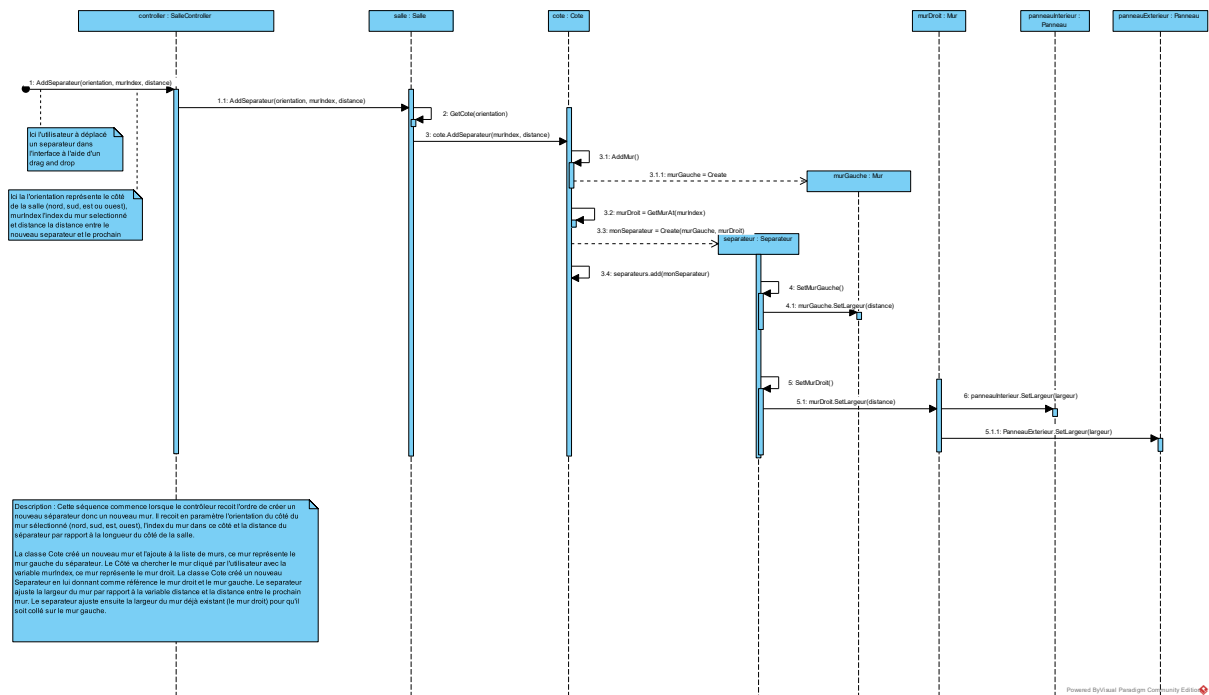 controller : SalleController
salle : Salle
cote : Cote
murDroit : Mur
panneauInterieur :
Panneau
panneauExterieur : Panneau
1: AddSeparateur(orientation, murIndex, distance)
1.1: AddSeparateur(orientation, murIndex, distance)
2: GetCote(orientation)
3: cote.AddSeparateur(murIndex, distance)
Ici l'utilisateur à déplacé
un separateur dans
l'interface à l'aide d'un
drag and drop
3.1: AddMur()
3.1.1: murGauche = Create
murGauche : Mur
Ici la l'orientation représente le côté
de la salle (nord, sud, est ou ouest),
murIndex l'index du mur selectionné
et distance la distance entre le
nouveau separateur et le prochain
3.2: murDroit = GetMurAt(murIndex)
3.3: monSeparateur = Create(murGauche, murDroit)
separateur : Separateur
3.4: separateurs.add(monSeparateur)
4: SetMurGauche()
4.1: murGauche.SetLargeur(distance)
5: SetMurDroit()
5.1: murDroit.SetLargeur(distance)
6: panneauInterieur.SetLargeur(largeur)
5.1.1: PanneauExterieur.SetLargeur(largeur)
Description : Cette séquence commence lorsque le contrôleur recoit l'ordre de créer un
nouveau séparateur donc un nouveau mur. Il recoit en paramètre l'orientation du côté du
mur sélectionné (nord, sud, est, ouest), l'index du mur dans ce côté et la distance du
séparateur par rapport à la longueur du côté de la salle.
La classe Cote créé un nouveau mur et l'ajoute à la liste de murs, ce mur représente le
mur gauche du séparateur. Le Côté va chercher le mur cliqué par l'utilisateur avec la
variable murIndex, ce mur représente le mur droit. La classe Cote créé un nouveau
Separateur en lui donnant comme référence le mur droit et le mur gauche. Le separateur
ajuste la largeur du mur par rapport à la variable distance et la distance entre le prochain
mur. Le separateur ajuste ensuite la largeur du mur déjà existant (le mur droit) pour qu'il
soit collé sur le mur gauche.
Powered By Visual Paradigm Community Edition